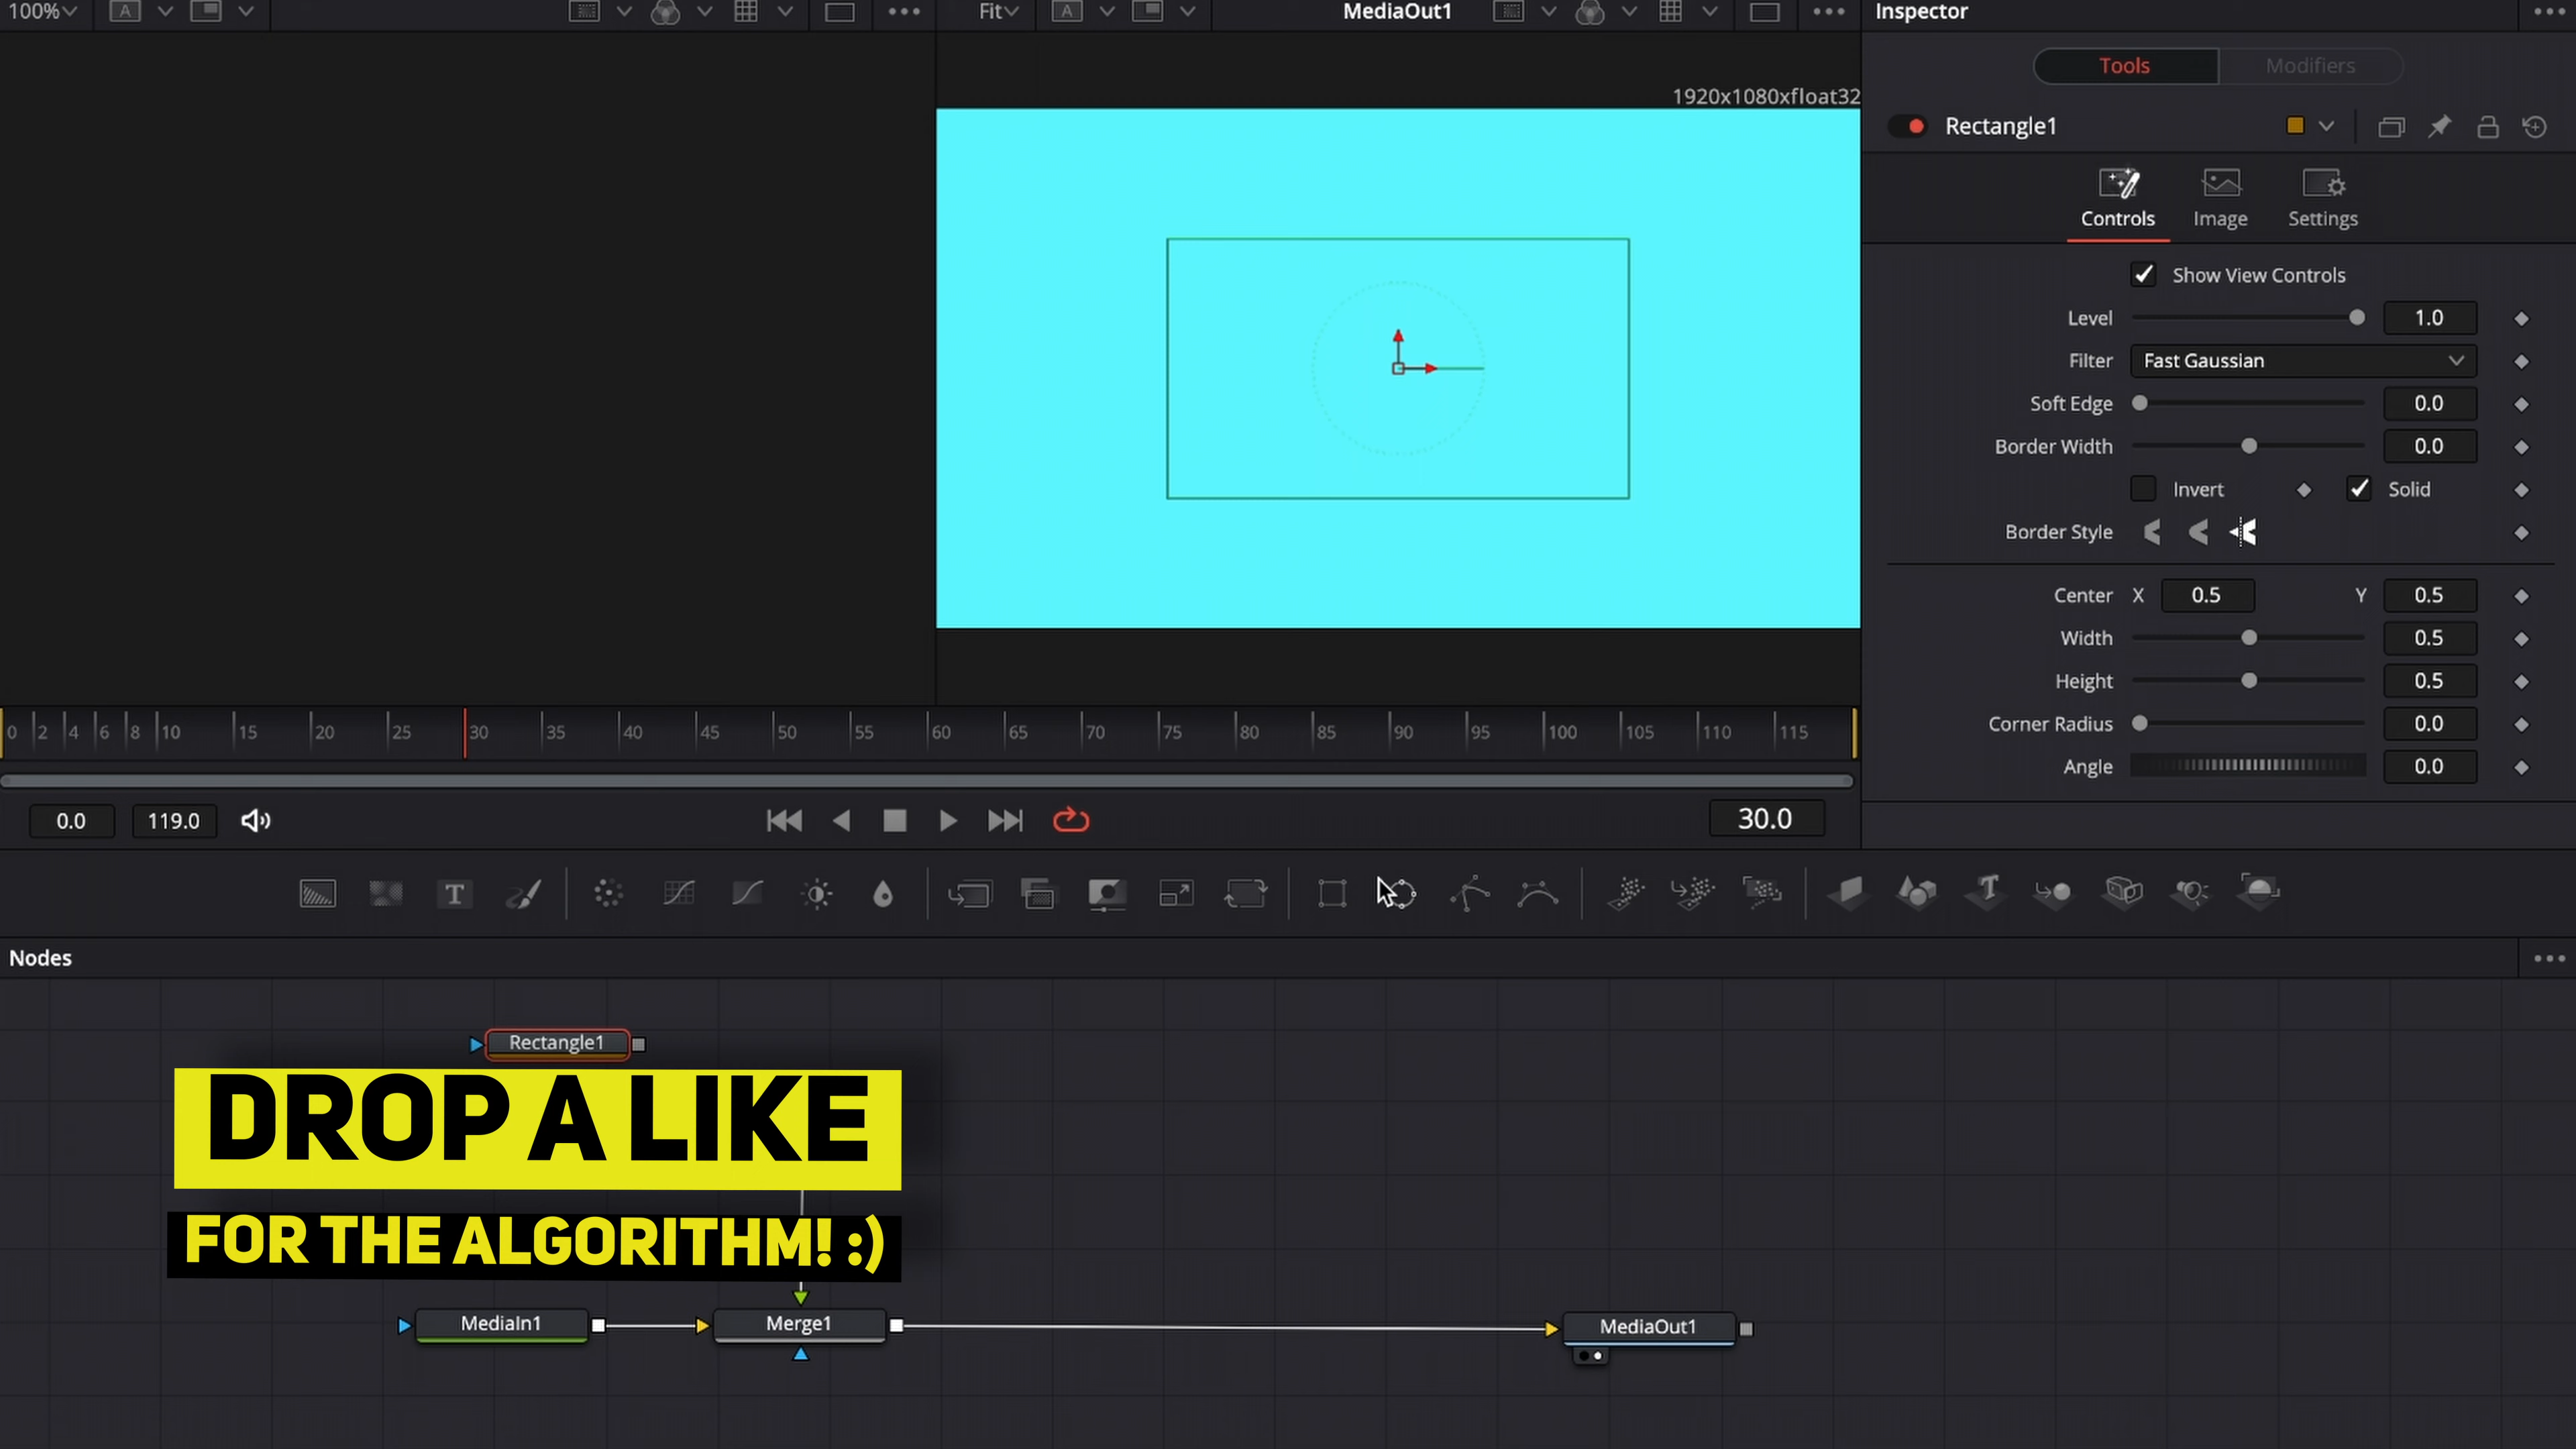 100%
A
Fit
A
MediaOut1
Inspector
Tools
Modifiers
1920x1080xfloat32
Rectangle1
Controls
Image
Settings
Show View Controls
Level
1.0
Filter
Fast Gaussian
Soft Edge
0.0
Border Width
0.0
Invert
Solid
Border Style
Center X 0.5 Y 0.5
Width
0.5
Height
0.5
Corner Radius
0.0
Angle
0.0
0 2 4 6 8 10 15 20 25 30 35 40 45 50 55 60 65 70 75 80 85 90 95 100 105 110 115
0.0
119.0
30.0
T
T
Nodes
Rectangle1
DROP A LIKE
FOR THE ALGORITHM! :)
MediaIn1
Merge1
MediaOut1